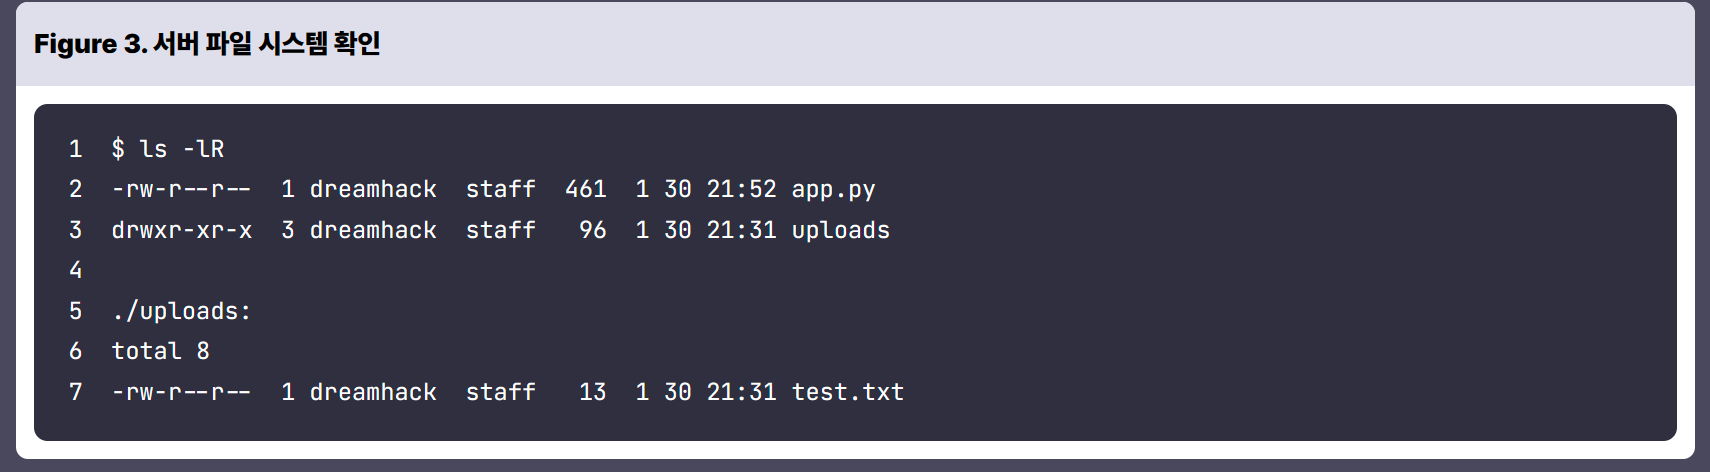 Figure 3. 서버 파일 시스템 확인
1 $ ls -lR
2 -rw-r--r--  1 dreamhack  staff  461  1 30 21:52 app.py
3 drwxr-xr-x  3 dreamhack  staff   96  1 30 21:31 uploads
4
5 ./uploads:
6 total 8
7 -rw-r--r--  1 dreamhack  staff   13  1 30 21:31 test.txt